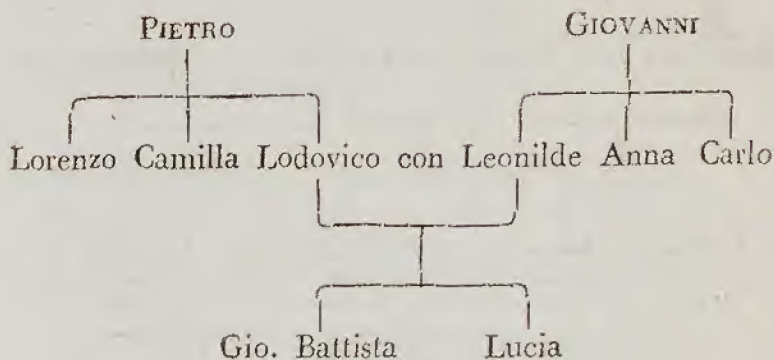 PIETRO GIOVANNI
Lorenzo Camilla Lodovico con Leonilde Anna Carlo
Gio. Battista Lucia